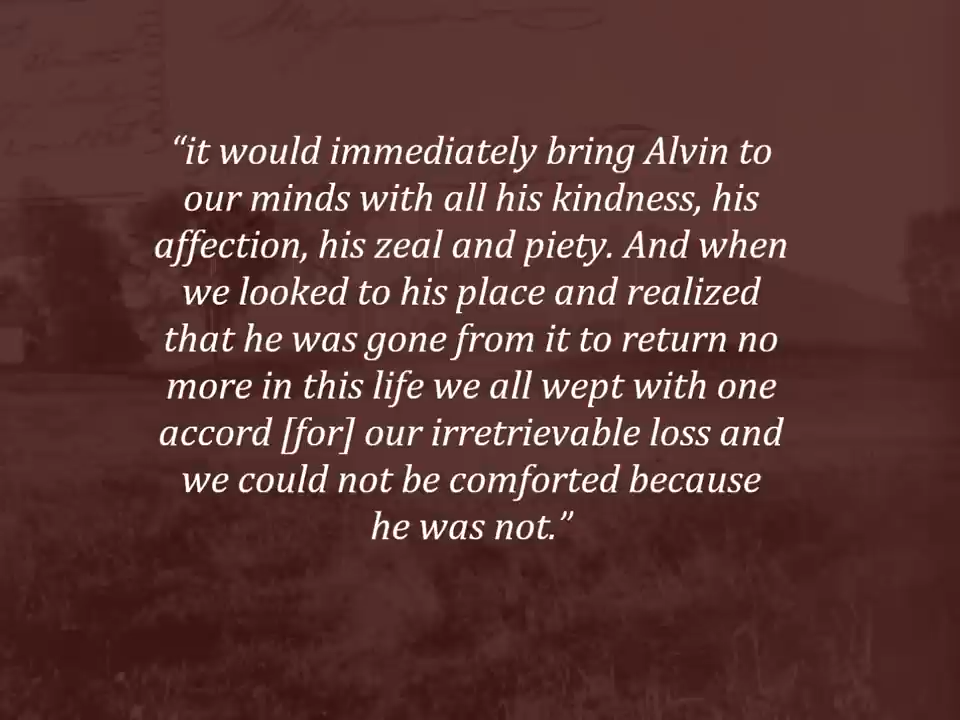 “it would immediately bring Alvin to
our minds with all his kindness, his
affection, his zeal and piety. And when
we looked to his place and realized
that he was gone from it to return no
more in this life we all wept with one
accord [for] our irretrievable loss and
we could not be comforted because
he was not.”